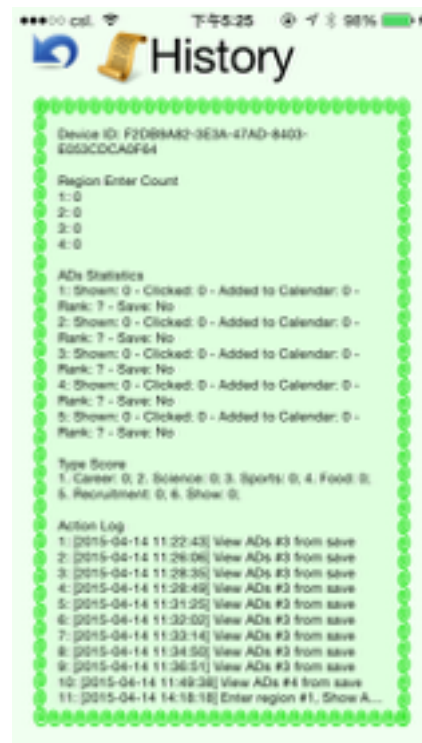 csl. 下午5:25 98%
History
Device ID: F2DB9A82-3E3A-47AD-8403-
E053CDCA0F64
Region Enter Count
1: 0
2: 0
3: 0
4: 0
ADs Statistics
1: Shown: 0 - Clicked: 0 - Added to Calendar: 0 -
Rank: ? - Save: No
2: Shown: 0 - Clicked: 0 - Added to Calendar: 0 -
Rank: ? - Save: No
3: Shown: 0 - Clicked: 0 - Added to Calendar: 0 -
Rank: ? - Save: No
4: Shown: 0 - Clicked: 0 - Added to Calendar: 0 -
Rank: ? - Save: No
5: Shown: 0 - Clicked: 0 - Added to Calendar: 0 -
Rank: ? - Save: No
Type Score
1. Career: 0; 2. Science: 0; 3. Sports: 0; 4. Food: 0;
5. Recruitment: 0; 6. Show: 0;
Action Log
1: [2015-04-14 11:22:43] View ADs #3 from save
2: [2015-04-14 11:26:06] View ADs #3 from save
3: [2015-04-14 11:28:35] View ADs #3 from save
4: [2015-04-14 11:28:49] View ADs #3 from save
5: [2015-04-14 11:31:25] View ADs #3 from save
6: [2015-04-14 11:32:02] View ADs #3 from save
7: [2015-04-14 11:33:14] View ADs #3 from save
8: [2015-04-14 11:34:50] View ADs #3 from save
9: [2015-04-14 11:36:51] View ADs #3 from save
10: [2015-04-14 11:49:38] View ADs #4 from save
11: [2015-04-14 14:18:18] Enter region #1, Show A...